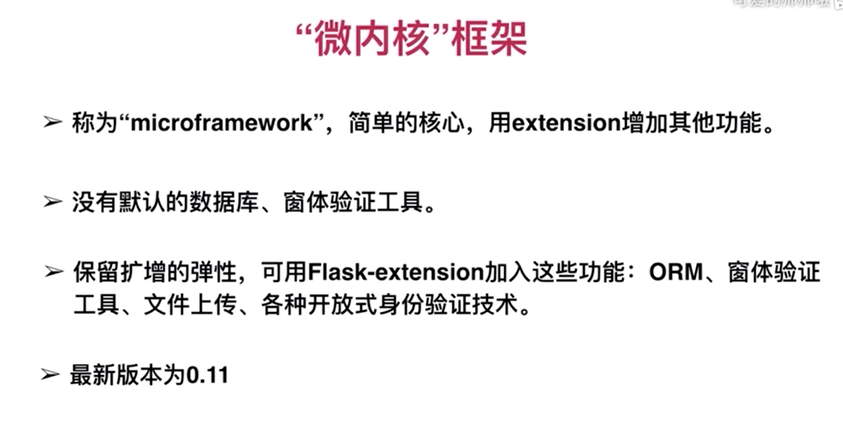 “微内核”框架
➢ 称为“microframework”，简单的核心，用extension增加其他功能。
➢ 没有默认的数据库、窗体验证工具。
➢ 保留扩增的弹性，可用Flask-extension加入这些功能：ORM、窗体验证
工具、文件上传、各种开放式身份验证技术。
➢ 最新版本为0.11